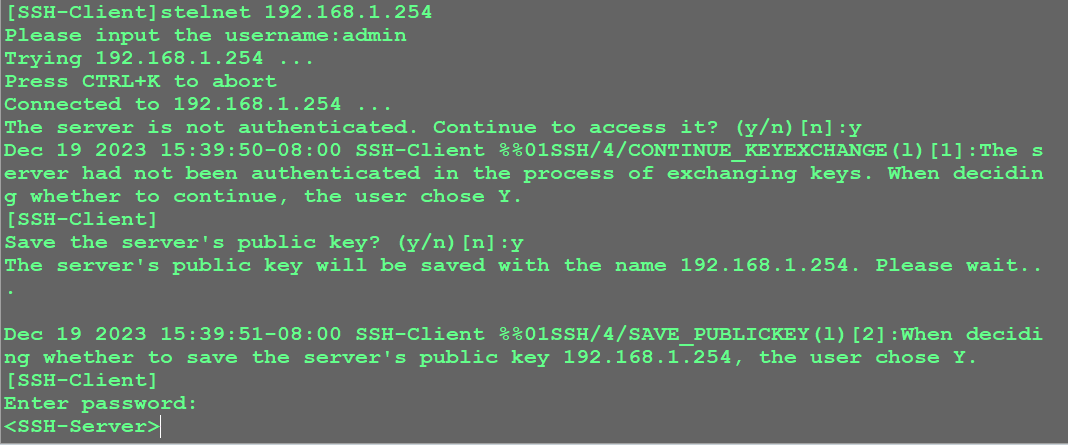 [SSH-Client]stelnet 192.168.1.254
Please input the username:admin
Trying 192.168.1.254 ...
Press CTRL+K to abort
Connected to 192.168.1.254 ...
The server is not authenticated. Continue to access it? (y/n)[n]:y
Dec 19 2023 15:39:50-08:00 SSH-Client %%01SSH/4/CONTINUE_KEYEXCHANGE(l)[1]:The s
erver had not been authenticated in the process of exchanging keys. When decidin
g whether to continue, the user chose Y.
[SSH-Client]
Save the server's public key? (y/n)[n]:y
The server's public key will be saved with the name 192.168.1.254. Please wait..
.
Dec 19 2023 15:39:51-08:00 SSH-Client %%01SSH/4/SAVE_PUBLICKEY(l)[2]:When decidi
ng whether to save the server's public key 192.168.1.254, the user chose Y.
[SSH-Client]
Enter password:
<SSH-Server>